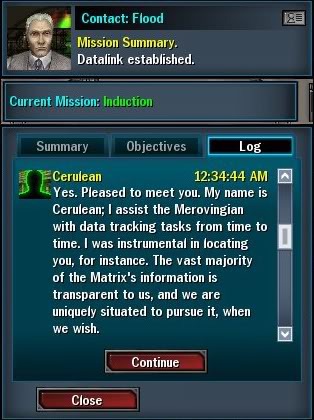 Contact: Flood
Mission Summary.
Datalink established.
Current Mission: Induction
Summary Objectives Log
Cerulean 12:34:44 AM
Yes. Pleased to meet you. My name is
Cerulean; I assist the Merovingian
with data tracking tasks from time to
time. I was instrumental in locating
you, for instance. The vast majority
of the Matrix's information is
transparent to us, and we are
uniquely situated to pursue it, when
we wish.
Continue
Close